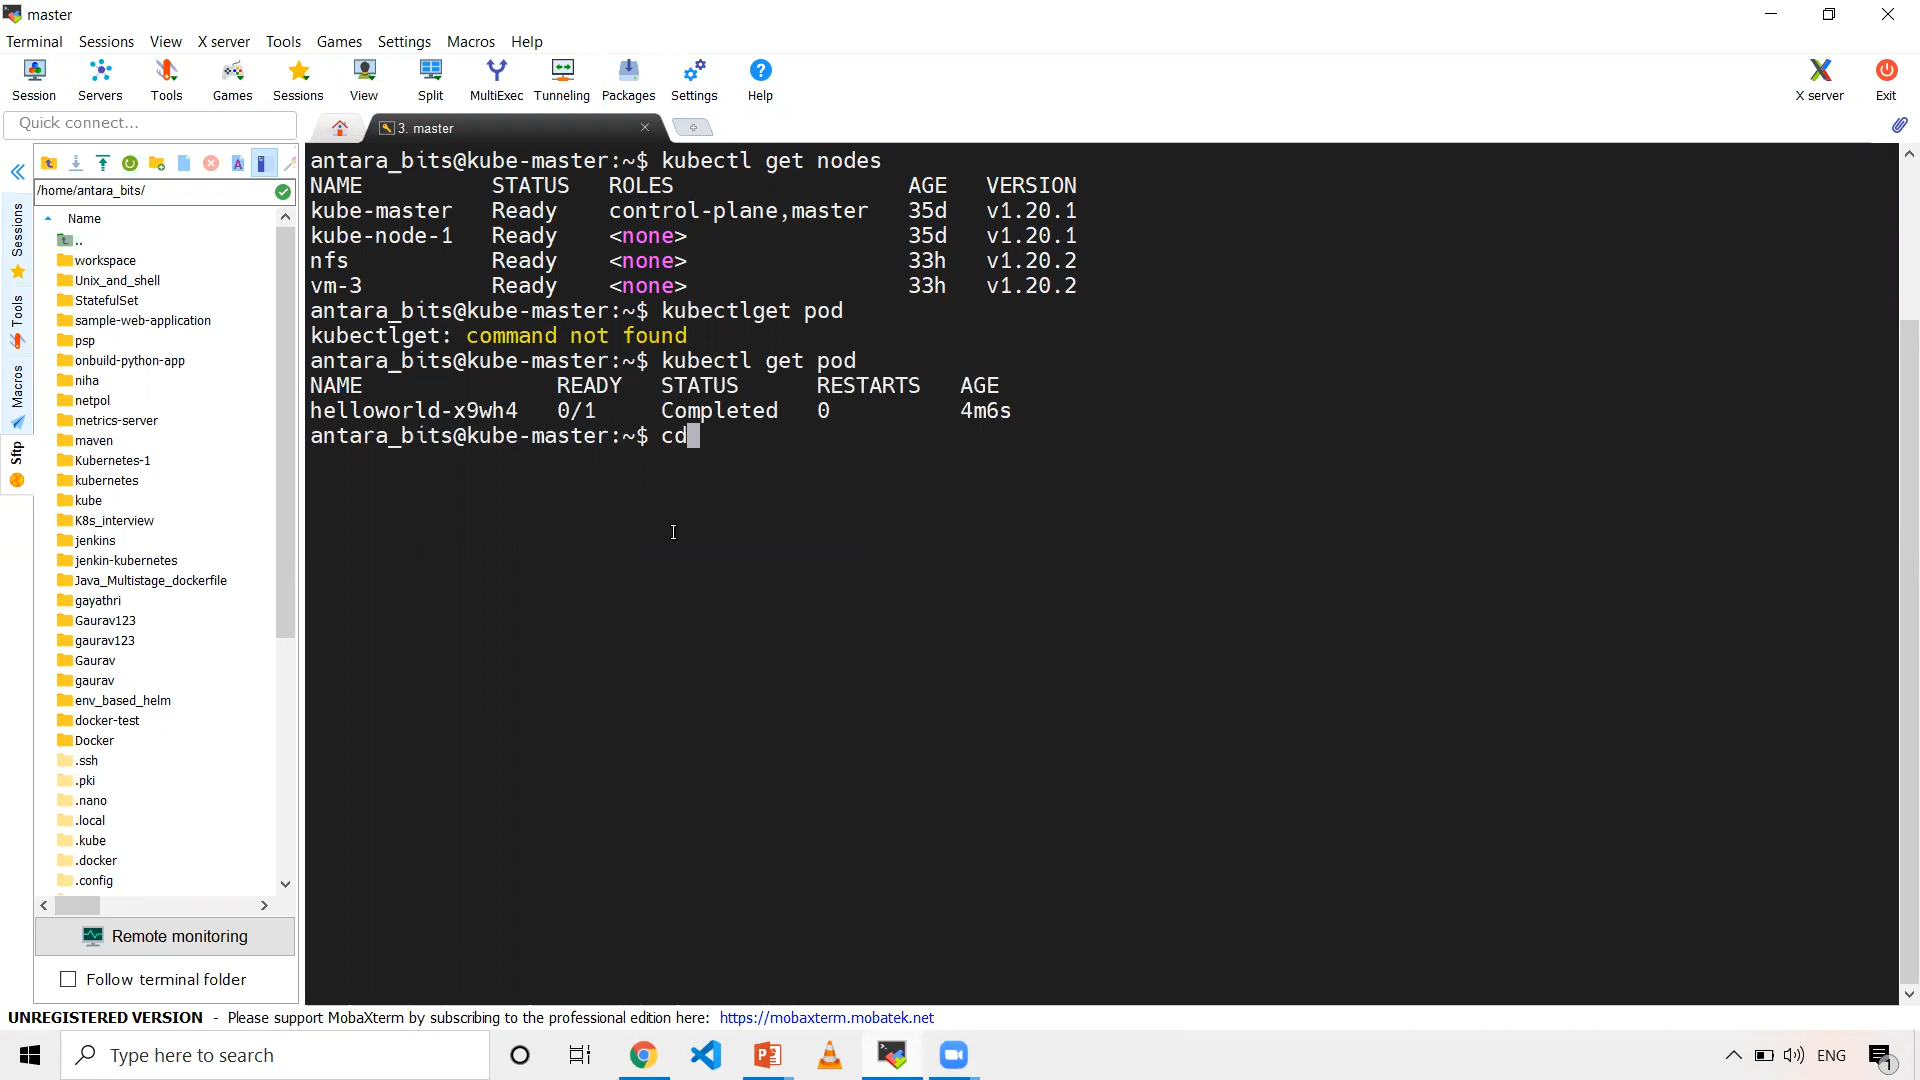 master
Terminal Sessions View X server Tools Games Settings Macros Help
Session Servers Tools Games Sessions View Split MultiExec Tunneling Packages Settings Help X server Exit
Quick connect...
3. master
/home/antara_bits/
Name
..
workspace
Unix_and_shell
StatefulSet
sample-web-application
psp
onbuild-python-app
niha
netpol
metrics-server
maven
Kubernetes-1
kubernetes
kube
K8s_interview
jenkins
jenkin-kubernetes
Java_Multistage_dockerfile
gayathri
Gaurav123
gaurav123
Gaurav
gaurav
env_based_helm
docker-test
Docker
.ssh
.pki
.nano
.local
.kube
.docker
.config
Sessions
Tools
Macros
Sftp
Remote monitoring
Follow terminal folder
antara_bits@kube-master:~$ kubectl get nodes
NAME STATUS ROLES AGE VERSION
kube-master Ready control-plane,master 35d v1.20.1
kube-node-1 Ready <none> 35d v1.20.1
nfs Ready <none> 33h v1.20.2
vm-3 Ready <none> 33h v1.20.2
antara_bits@kube-master:~$ kubectlget pod
kubectlget: command not found
antara_bits@kube-master:~$ kubectl get pod
NAME READY STATUS RESTARTS AGE
helloworld-x9wh4 0/1 Completed 0 4m6s
antara_bits@kube-master:~$ cd
UNREGISTERED VERSION - Please support MobaXterm by subscribing to the professional edition here: https://mobaxterm.mobatek.net
Type here to search
ENG
1